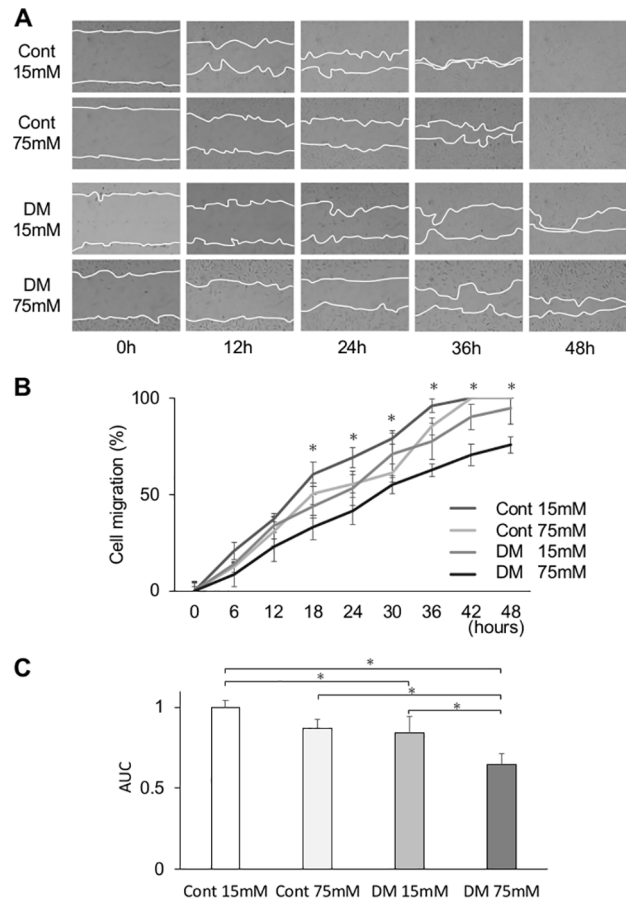 A
Cont
15mM
Cont
75mM
DM
15mM
DM
75mM
0h 12h 24h 36h 48h
B
Cell migration (%)
100
50
0
* * * * * *
Cont 15mM
Cont 75mM
DM 15mM
DM 75mM
0 6 12 18 24 30 36 42 48
(hours)
C
*
*
*
*
AUC
1
0.5
0
Cont 15mM Cont 75mM DM 15mM DM 75mM